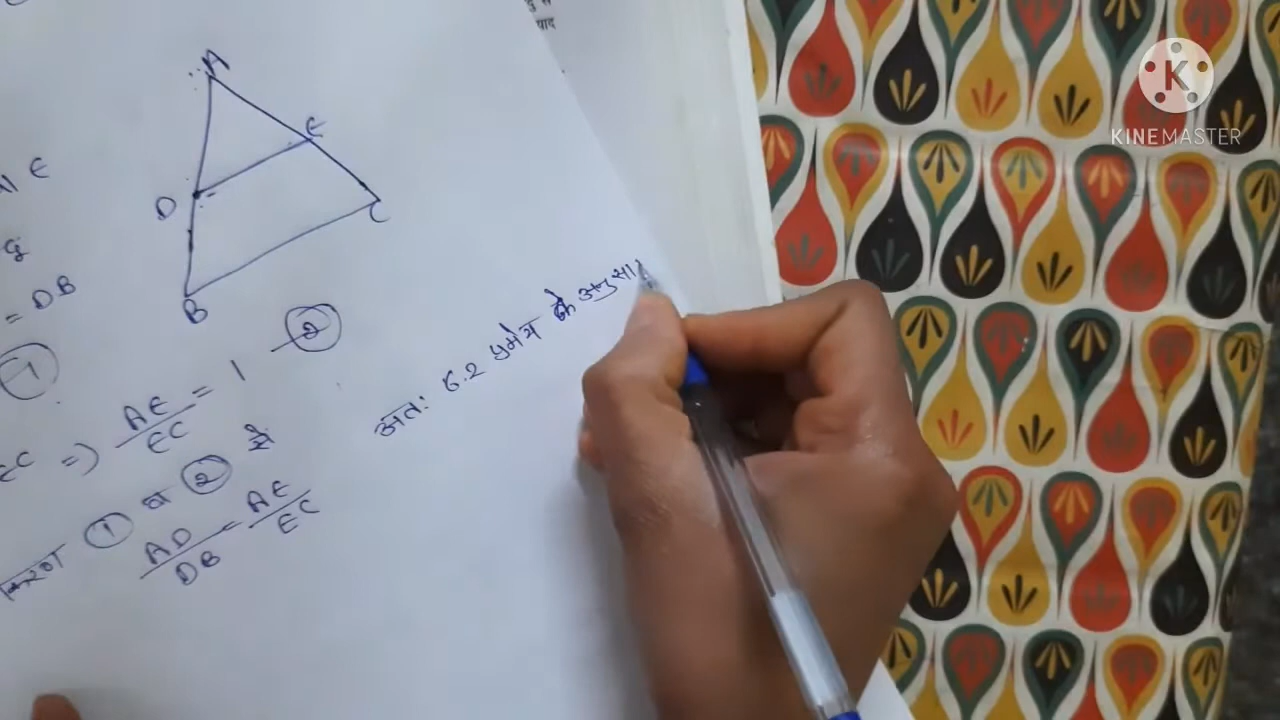 A
E
D
C
B
= DB
①
EC => AE/EC = 1 - ②
① व ② से
AD/DB = AE/EC
अतः 6.2 प्रमेय के अनुसार
याद
KINEMASTER